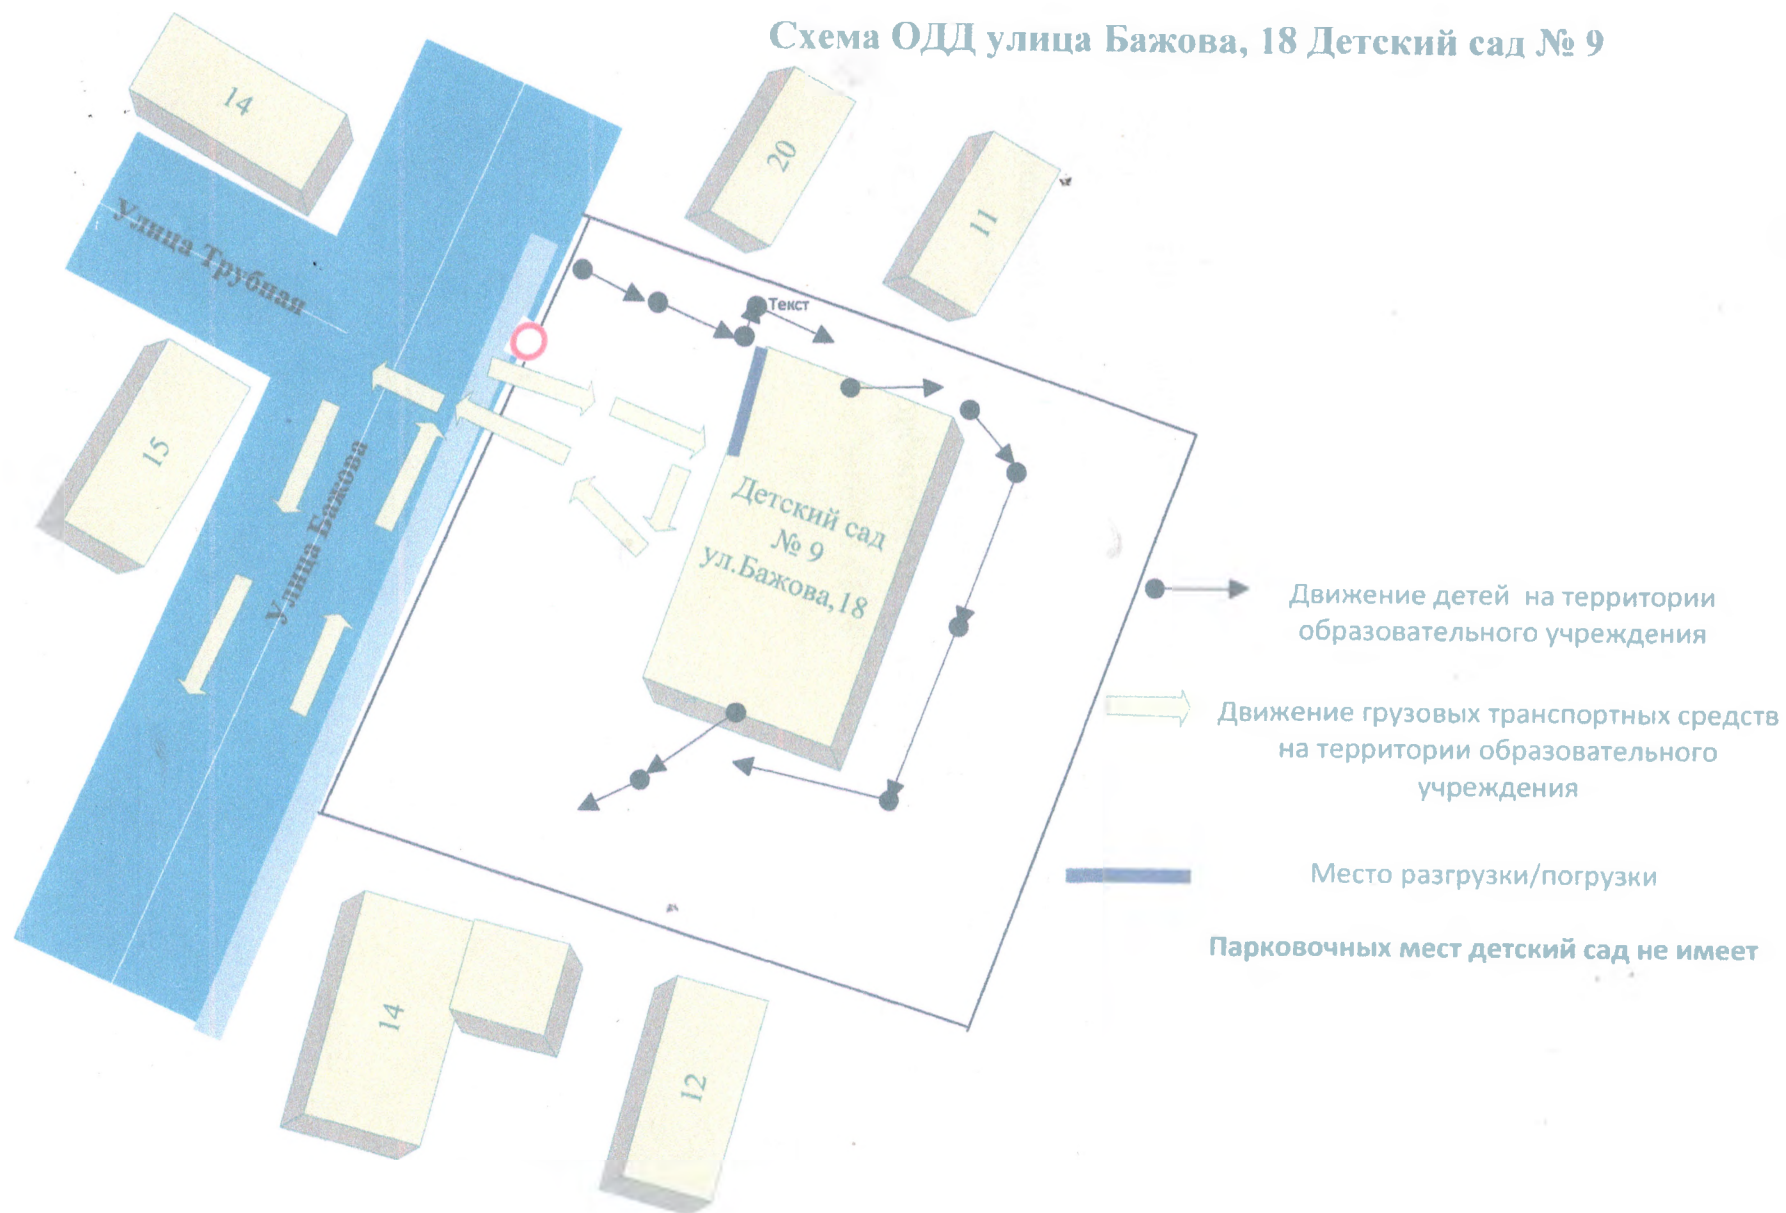 Схема ОДД улица Бажова, 18 Детский сад № 9
14
20
11
Улица Трубная
Текст
15
Улица Бажова
Детский сад
№ 9
ул.Бажова,18
Движение детей на территории
образовательного учреждения
Движение грузовых транспортных средств
на территории образовательного
учреждения
Место разгрузки/погрузки
Парковочных мест детский сад не имеет
14
12